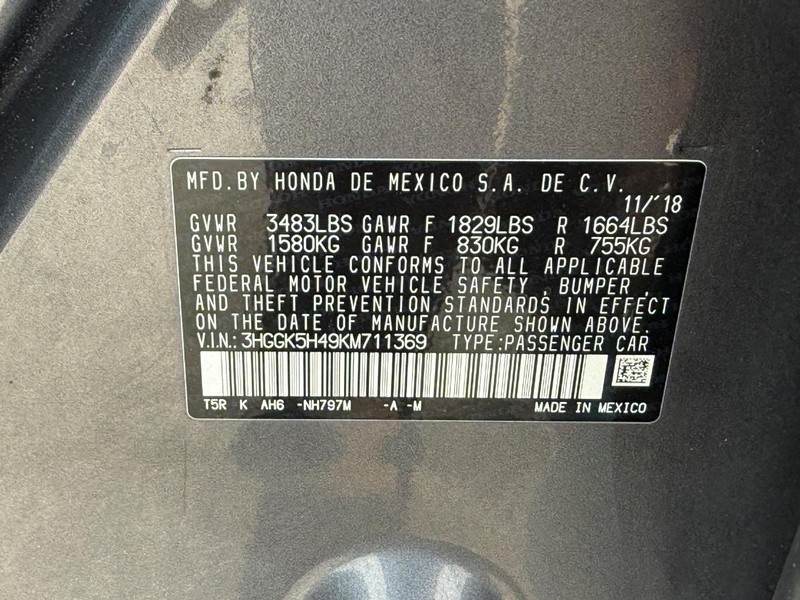 MFD.BY HONDA DE MEXICO S.A. DE C.V.
11/'18
GVWR 3483LBS GAWR F 1829LBS R 1664LBS
GVWR 1580KG GAWR F 830KG R 755KG
THIS VEHICLE CONFORMS TO ALL APPLICABLE
FEDERAL MOTOR VEHICLE SAFETY , BUMPER ,
AND THEFT PREVENTION STANDARDS IN EFFECT
ON THE DATE OF MANUFACTURE SHOWN ABOVE.
V.I.N.:3HGGK5H49KM711369 TYPE:PASSENGER CAR
T5R K AH6 -NH797M -A -M MADE IN MEXICO